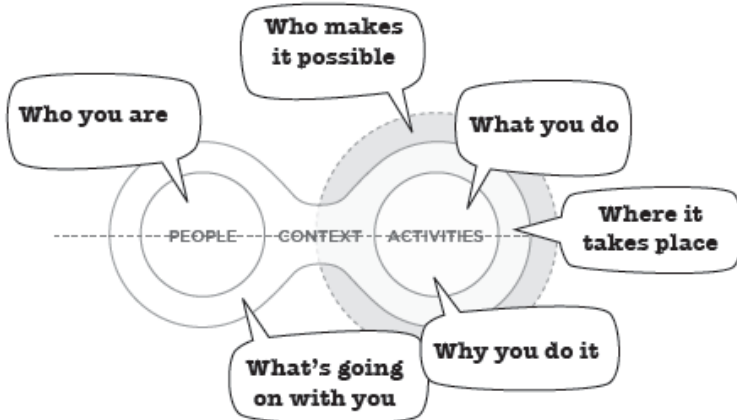 Who makes
it possible
Who you are
What you do
Where it
takes place
PEOPLE CONTEXT ACTIVITIES
Why you do it
What's going
on with you